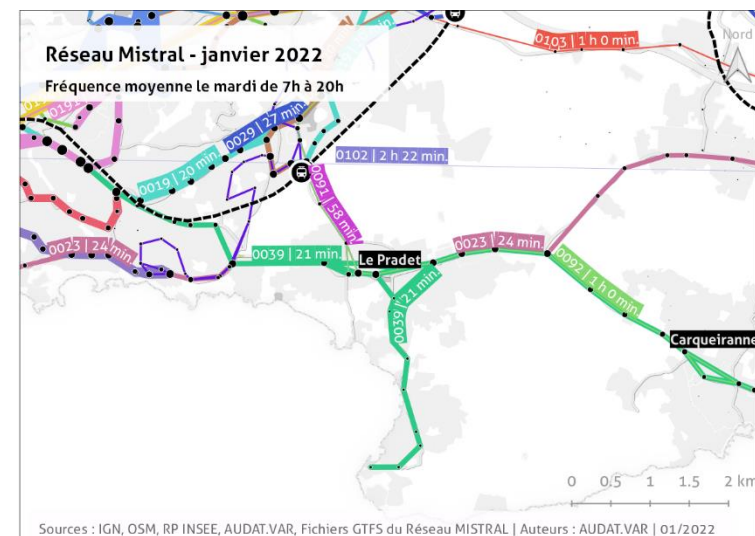 Réseau Mistral - janvier 2022
Fréquence moyenne le mardi de 7h à 20h
0103 | 1 h 0 min.
Nord
0191
0029 | 27 min.
0019 | 20 min.
0102 | 2 h 22 min.
0091 | 58 min.
0023 | 24 min.
0039 | 21 min.
Le Pradet
0023 | 24 min.
0039 | 21 min.
0092 | 1 h 0 min.
Carqueiranne
0 0,5 1 1.5 2 km
Sources : IGN, OSM, RP INSEE, AUDAT.VAR, Fichiers GTFS du Réseau MISTRAL | Auteurs : AUDAT.VAR | 01/2022